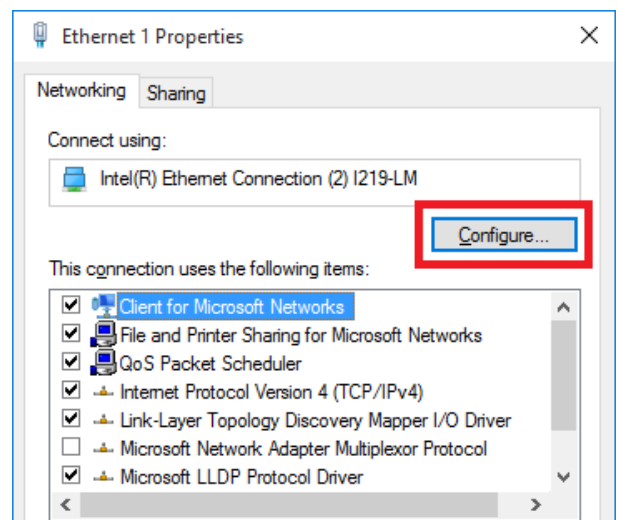 Ethernet 1 Properties
Networking Sharing
Connect using:
Intel(R) Ethernet Connection (2) I219-LM
Configure...
This connection uses the following items:
Client for Microsoft Networks
File and Printer Sharing for Microsoft Networks
QoS Packet Scheduler
Internet Protocol Version 4 (TCP/IPv4)
Link-Layer Topology Discovery Mapper I/O Driver
Microsoft Network Adapter Multiplexor Protocol
Microsoft LLDP Protocol Driver